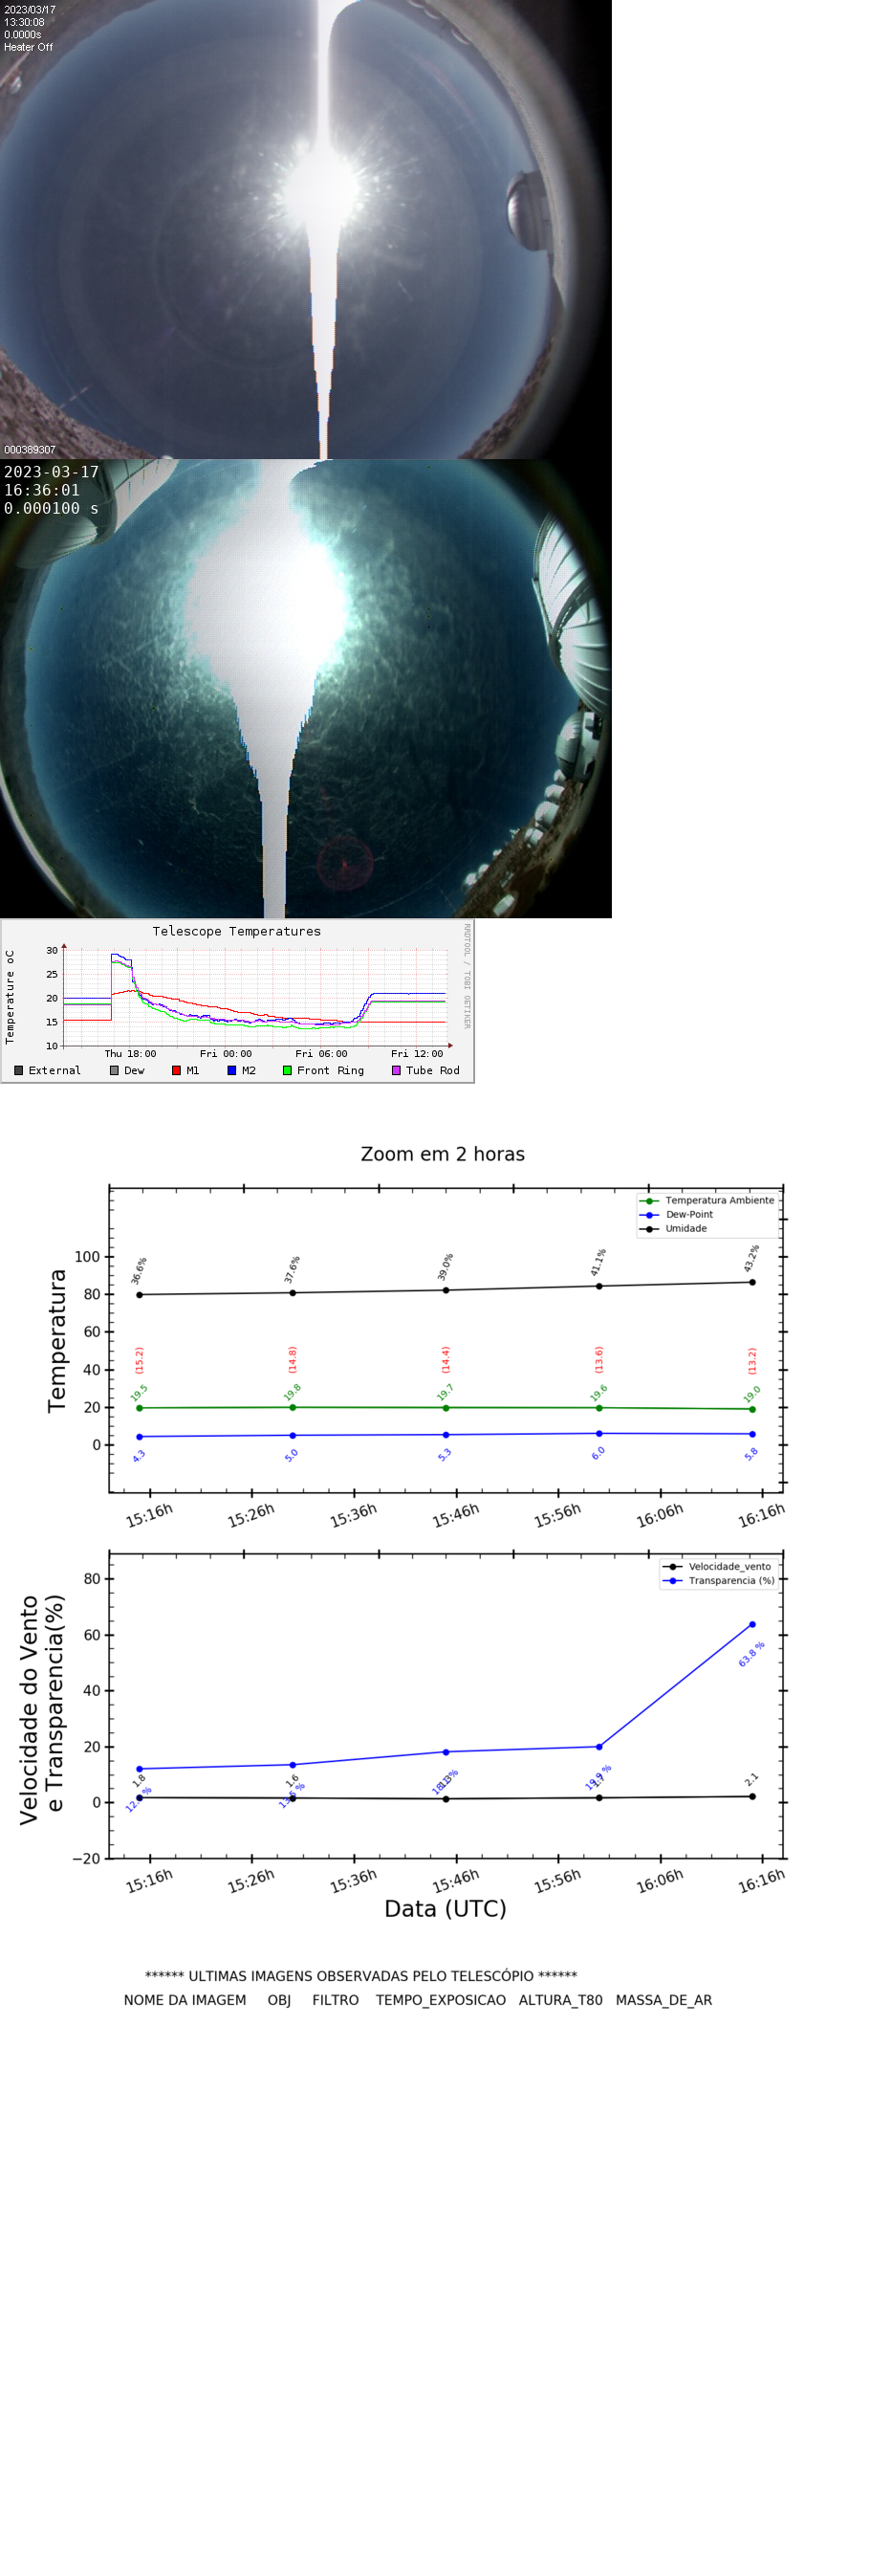 2023/03/17
13:30:08
0.0000s
Heater Off
000389307
2023-03-17
16:36:01
0.000100 s
Telescope Temperatures
RRDTOOL / TOBI OETIKER
Temperature oC
30
25
20
15
10
Thu 18:00 Fri 00:00 Fri 06:00 Fri 12:00
External Dew M1 M2 Front Ring Tube Rod
Zoom em 2 horas
Temperatura Ambiente
Dew-Point
Umidade
Temperatura
100
80
60
40
20
0
36.6% 37.6% 39.0% 41.1% 43.2%
(15.2) (14.8) (14.4) (13.6) (13.2)
19.5 19.8 19.7 19.6 19.0
4.3 5.0 5.3 6.0 5.8
15:16h 15:26h 15:36h 15:46h 15:56h 16:06h 16:16h
Velocidade_vento
Transparencia (%)
Velocidade do Vento
e Transparencia(%)
80
60
40
20
0
−20
63.8 %
1.8 1.6 2.1
15:16h 15:26h 15:36h 15:46h 15:56h 16:06h 16:16h
Data (UTC)
****** ULTIMAS IMAGENS OBSERVADAS PELO TELESCÓPIO ******
NOME DA IMAGEM OBJ FILTRO TEMPO_EXPOSICAO ALTURA_T80 MASSA_DE_AR